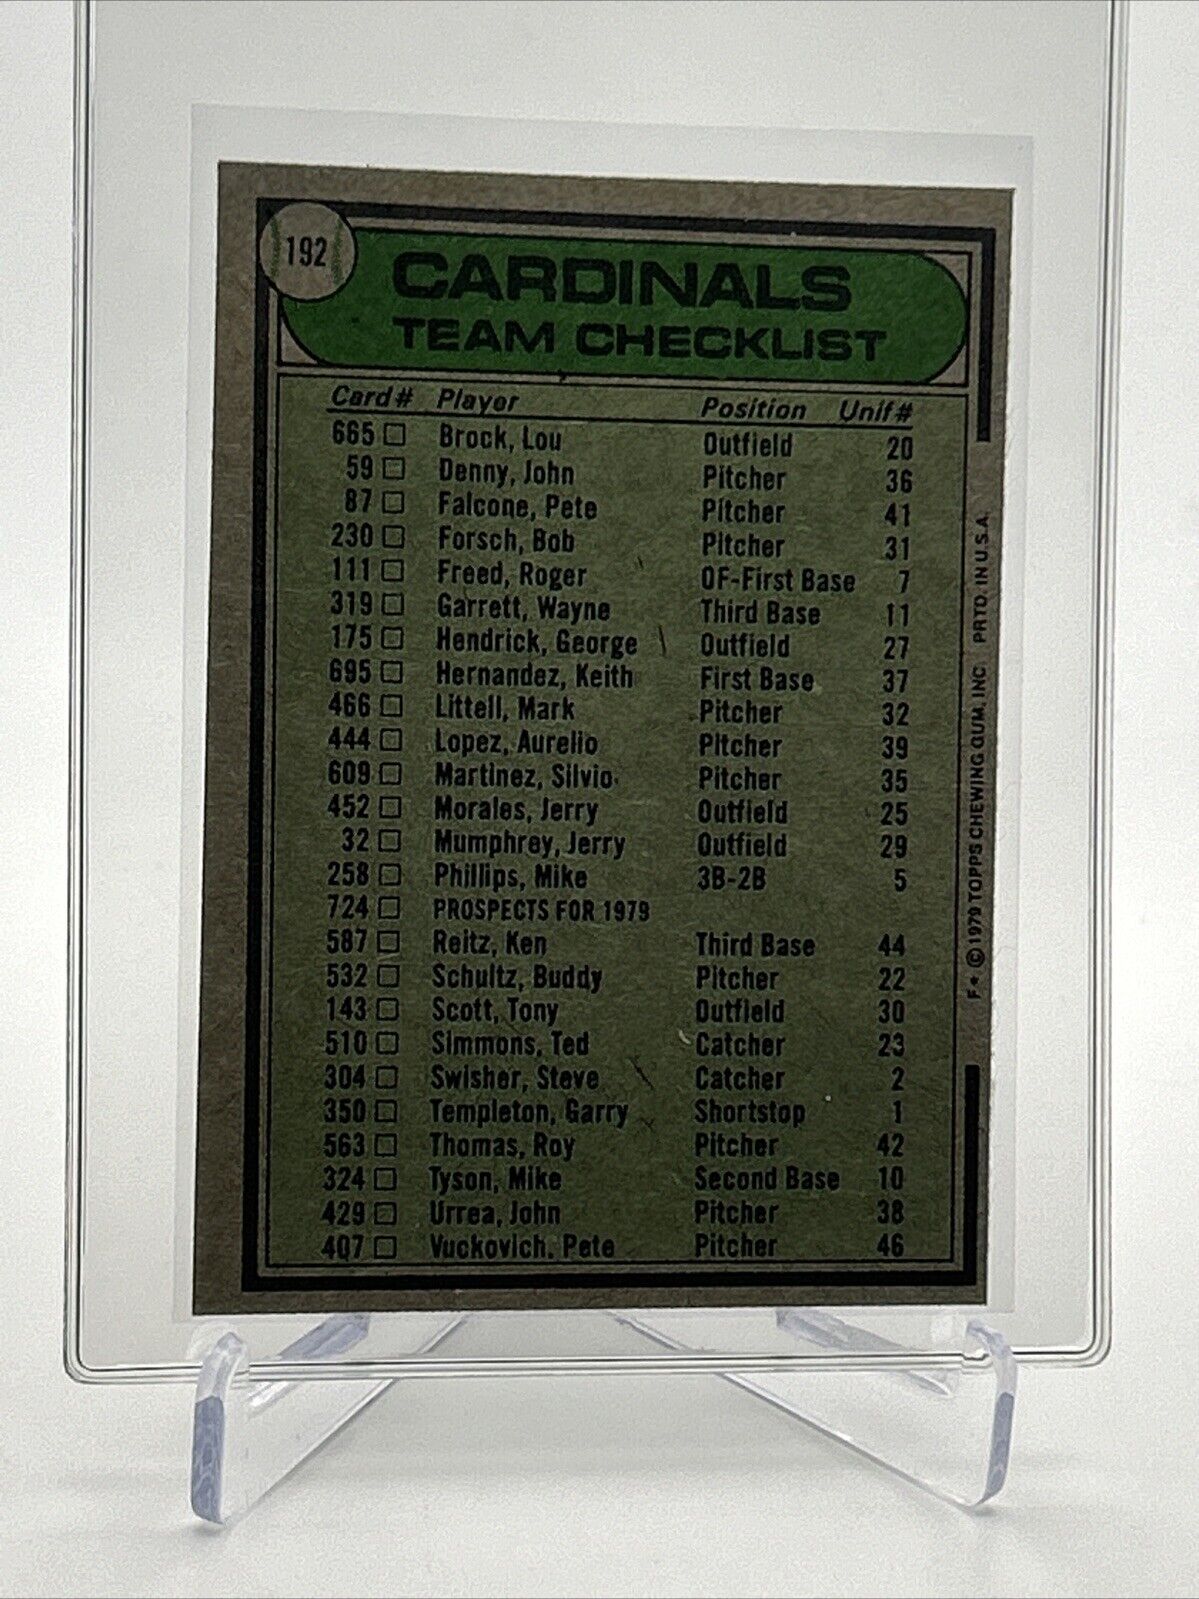 192
CARDINALS
TEAM CHECKLIST
Card# Player Position Unif#
665 □ Brock, Lou Outfield 20
59 □ Denny, John Pitcher 36
87 □ Falcone, Pete Pitcher 41
230 □ Forsch, Bob Pitcher 31
111 □ Freed, Roger OF-First Base 7
319 □ Garrett, Wayne Third Base 11
175 □ Hendrick, George Outfield 27
695 □ Hernandez, Keith First Base 37
466 □ Littell, Mark Pitcher 32
444 □ Lopez, Aurelio Pitcher 39
609 □ Martinez, Silvio Pitcher 35
452 □ Morales, Jerry Outfield 25
32 □ Mumphrey, Jerry Outfield 29
258 □ Phillips, Mike 3B-2B 5
724 □ PROSPECTS FOR 1979
587 □ Reitz, Ken Third Base 44
532 □ Schultz, Buddy Pitcher 22
143 □ Scott, Tony Outfield 30
510 □ Simmons, Ted Catcher 23
304 □ Swisher, Steve Catcher 2
350 □ Templeton, Garry Shortstop 1
563 □ Thomas, Roy Pitcher 42
324 □ Tyson, Mike Second Base 10
429 □ Urrea, John Pitcher 38
407 □ Vuckovich, Pete Pitcher 46
F* © 1979 TOPPS CHEWING GUM, INC. PRTD. IN U.S.A.